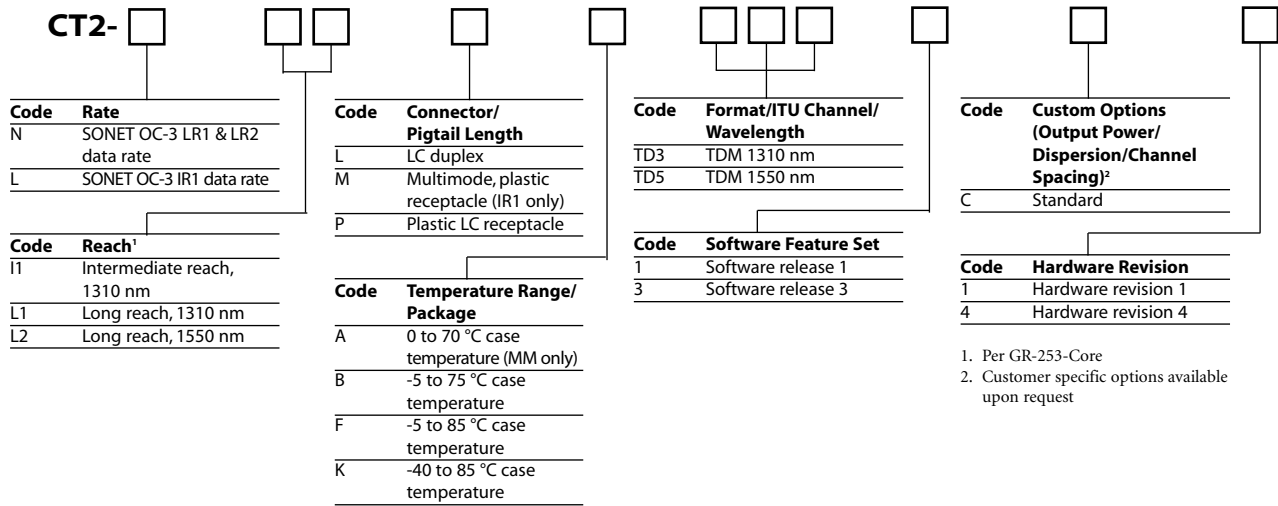 CT2-
Code Rate
N SONET OC-3 LR1 & LR2
data rate
L SONET OC-3 IR1 data rate
Code Reach¹
I1 Intermediate reach,
1310 nm
L1 Long reach, 1310 nm
L2 Long reach, 1550 nm
Code Connector/
Pigtail Length
L LC duplex
M Multimode, plastic
receptacle (IR1 only)
P Plastic LC receptacle
Code Temperature Range/
Package
A 0 to 70 °C case
temperature (MM only)
B -5 to 75 °C case
temperature
F -5 to 85 °C case
temperature
K -40 to 85 °C case
temperature
Code Format/ITU Channel/
Wavelength
TD3 TDM 1310 nm
TD5 TDM 1550 nm
Code Software Feature Set
1 Software release 1
3 Software release 3
Code Custom Options
(Output Power/
Dispersion/Channel
Spacing)²
C Standard
Code Hardware Revision
1 Hardware revision 1
4 Hardware revision 4
1. Per GR-253-Core
2. Customer specific options available
upon request